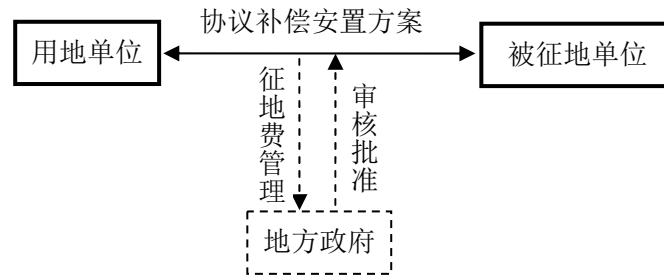 协议补偿安置方案
用地单位
被征地单位
征地费管理
审核批准
地方政府